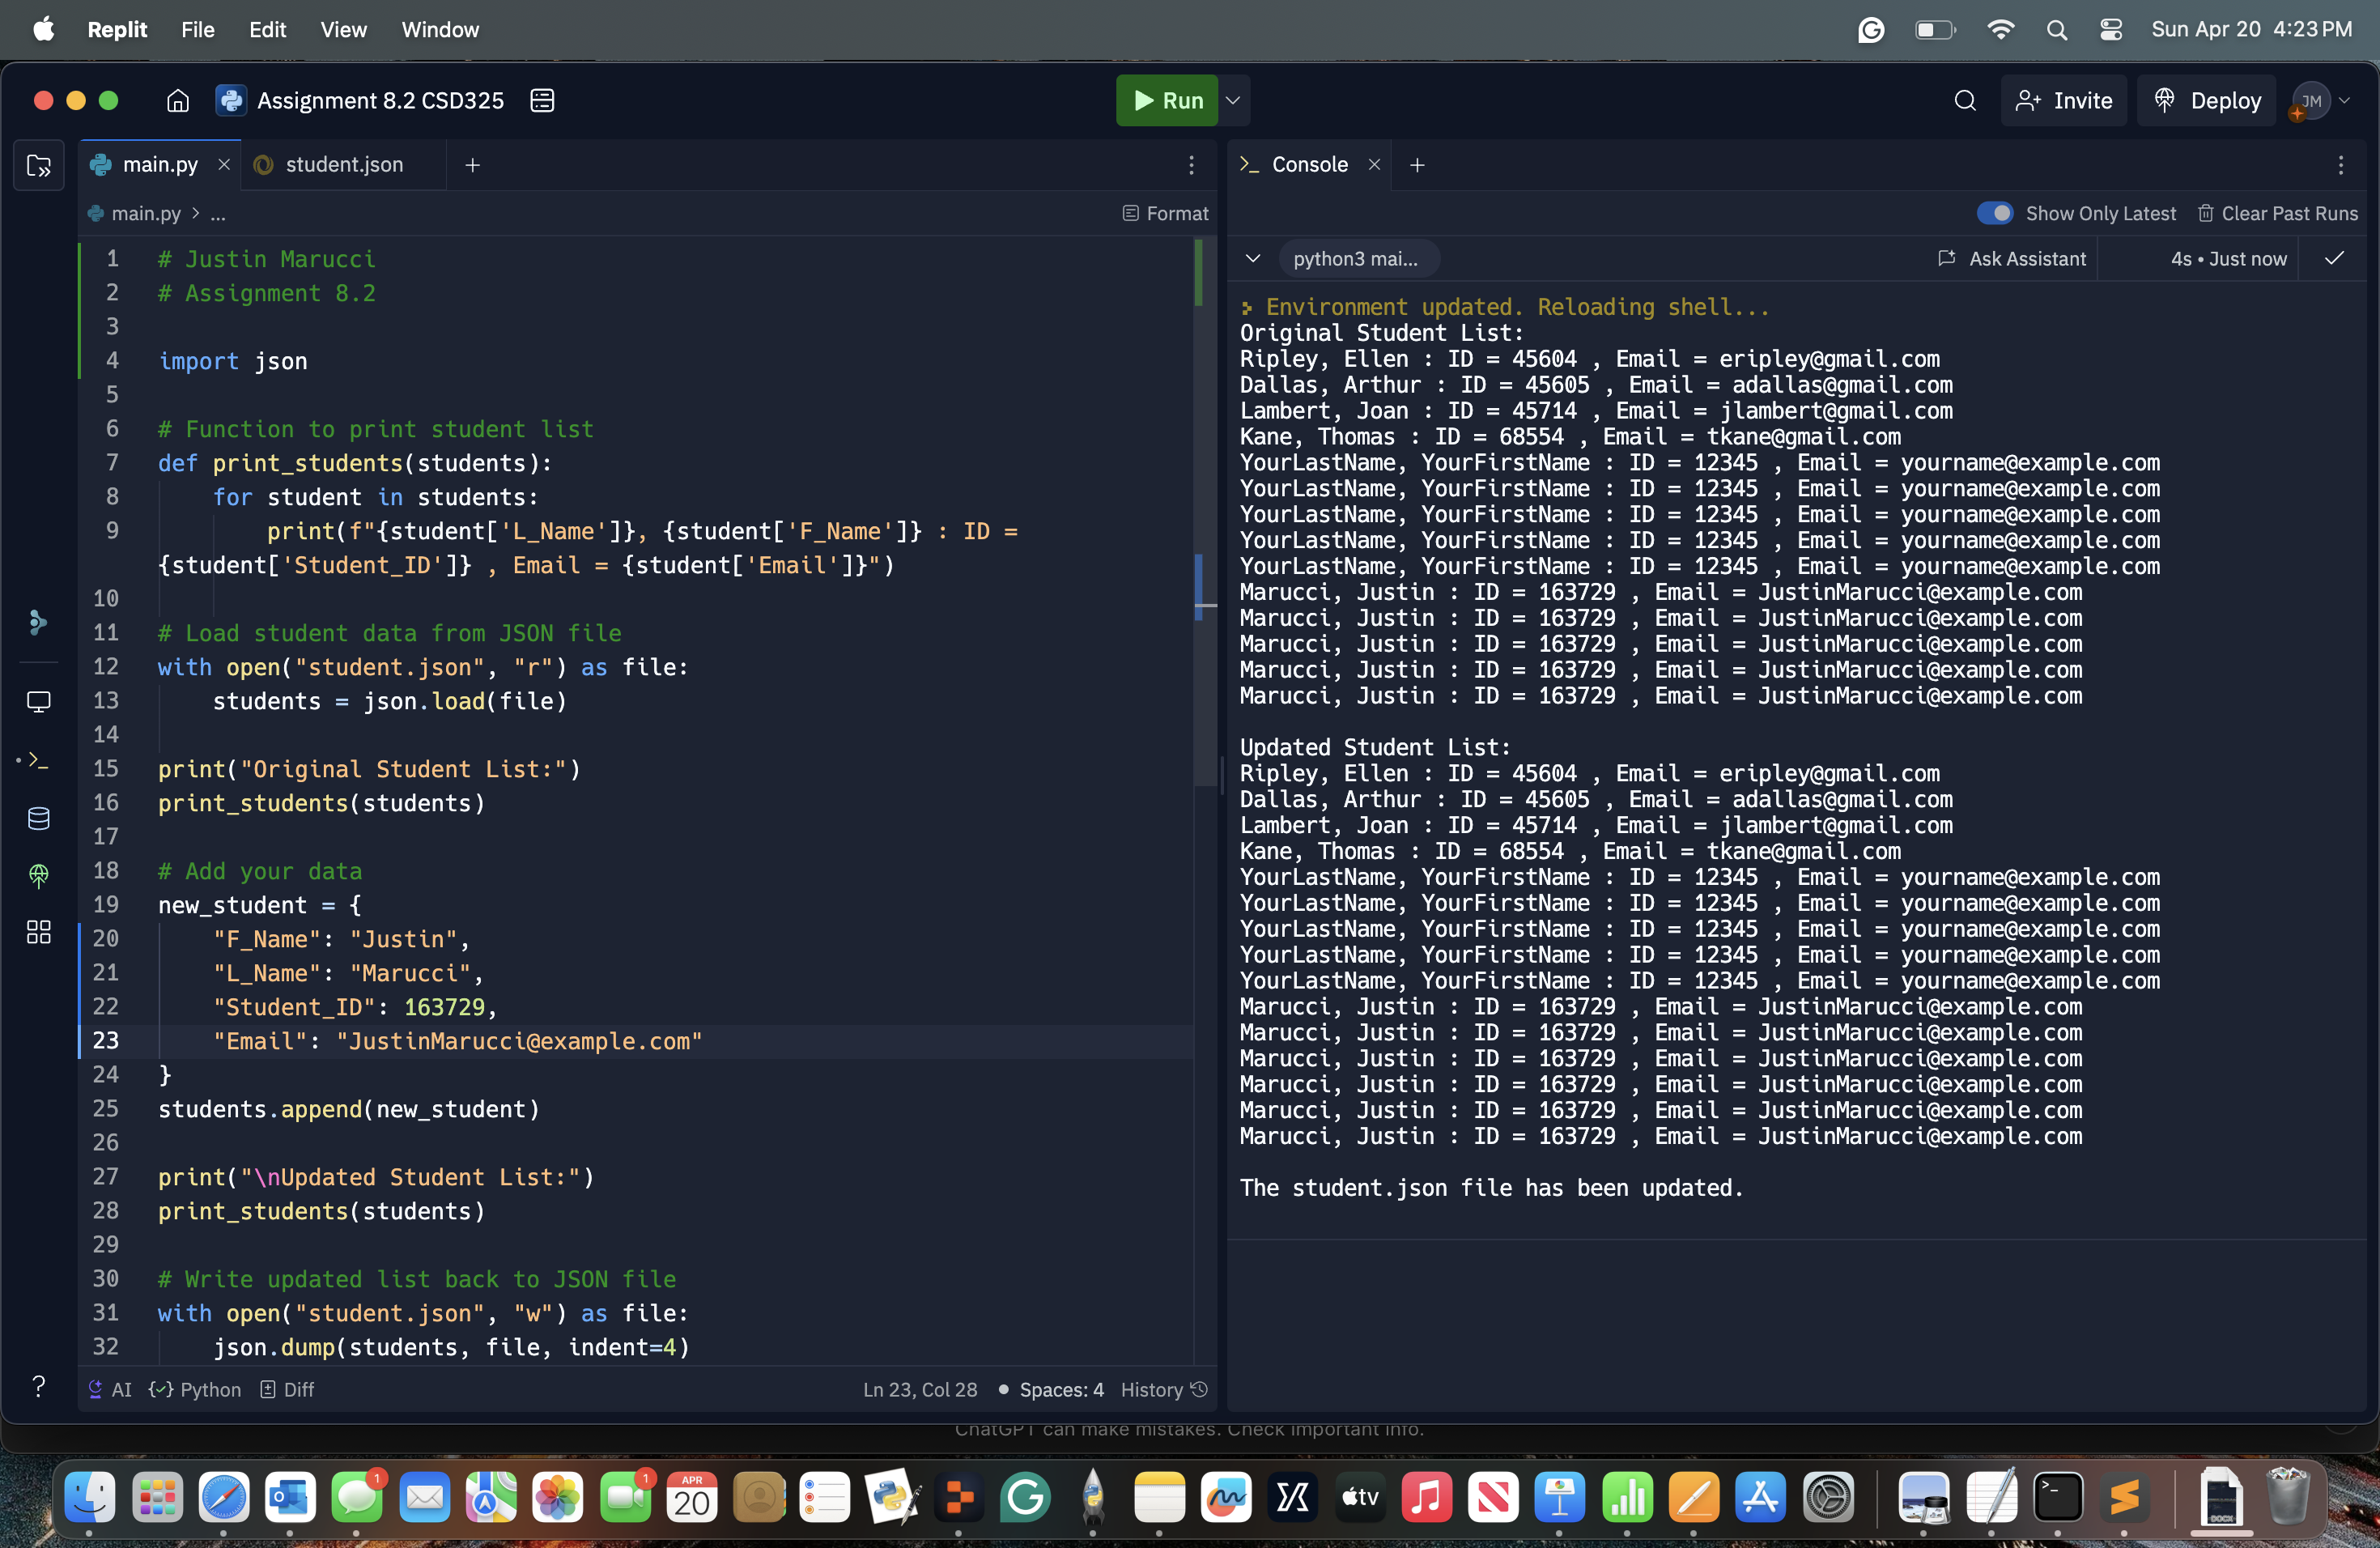 Replit File Edit View Window Sun Apr 20 4:23 PM
Assignment 8.2 CSD325 Run Invite Deploy JM
main.py student.json Console
main.py > ... Format Show Only Latest Clear Past Runs
python3 mai... Ask Assistant 4s • Just now
1 # Justin Marucci
2 # Assignment 8.2
3
4 import json
5
6 # Function to print student list
7 def print_students(students):
8 for student in students:
9 print(f"{student['L_Name']}, {student['F_Name']} : ID =
{student['Student_ID']} , Email = {student['Email']}")
10
11 # Load student data from JSON file
12 with open("student.json", "r") as file:
13 students = json.load(file)
14
15 print("Original Student List:")
16 print_students(students)
17
18 # Add your data
19 new_student = {
20 "F_Name": "Justin",
21 "L_Name": "Marucci",
22 "Student_ID": 163729,
23 "Email": "JustinMarucci@example.com"
24 }
25 students.append(new_student)
26
27 print("\nUpdated Student List:")
28 print_students(students)
29
30 # Write updated list back to JSON file
31 with open("student.json", "w") as file:
32 json.dump(students, file, indent=4)
AI Python Diff Ln 23, Col 28 • Spaces: 4 History
Environment updated. Reloading shell...
Original Student List:
Ripley, Ellen : ID = 45604 , Email = eripley@gmail.com
Dallas, Arthur : ID = 45605 , Email = adallas@gmail.com
Lambert, Joan : ID = 45714 , Email = jlambert@gmail.com
Kane, Thomas : ID = 68554 , Email = tkane@gmail.com
YourLastName, YourFirstName : ID = 12345 , Email = yourname@example.com
YourLastName, YourFirstName : ID = 12345 , Email = yourname@example.com
YourLastName, YourFirstName : ID = 12345 , Email = yourname@example.com
YourLastName, YourFirstName : ID = 12345 , Email = yourname@example.com
YourLastName, YourFirstName : ID = 12345 , Email = yourname@example.com
Marucci, Justin : ID = 163729 , Email = JustinMarucci@example.com
Marucci, Justin : ID = 163729 , Email = JustinMarucci@example.com
Marucci, Justin : ID = 163729 , Email = JustinMarucci@example.com
Marucci, Justin : ID = 163729 , Email = JustinMarucci@example.com
Marucci, Justin : ID = 163729 , Email = JustinMarucci@example.com

Updated Student List:
Ripley, Ellen : ID = 45604 , Email = eripley@gmail.com
Dallas, Arthur : ID = 45605 , Email = adallas@gmail.com
Lambert, Joan : ID = 45714 , Email = jlambert@gmail.com
Kane, Thomas : ID = 68554 , Email = tkane@gmail.com
YourLastName, YourFirstName : ID = 12345 , Email = yourname@example.com
YourLastName, YourFirstName : ID = 12345 , Email = yourname@example.com
YourLastName, YourFirstName : ID = 12345 , Email = yourname@example.com
YourLastName, YourFirstName : ID = 12345 , Email = yourname@example.com
YourLastName, YourFirstName : ID = 12345 , Email = yourname@example.com
Marucci, Justin : ID = 163729 , Email = JustinMarucci@example.com
Marucci, Justin : ID = 163729 , Email = JustinMarucci@example.com
Marucci, Justin : ID = 163729 , Email = JustinMarucci@example.com
Marucci, Justin : ID = 163729 , Email = JustinMarucci@example.com
Marucci, Justin : ID = 163729 , Email = JustinMarucci@example.com
Marucci, Justin : ID = 163729 , Email = JustinMarucci@example.com

The student.json file has been updated.
ChatGPT can make mistakes. Check important info.
1 1 APR 20 tv DOCX